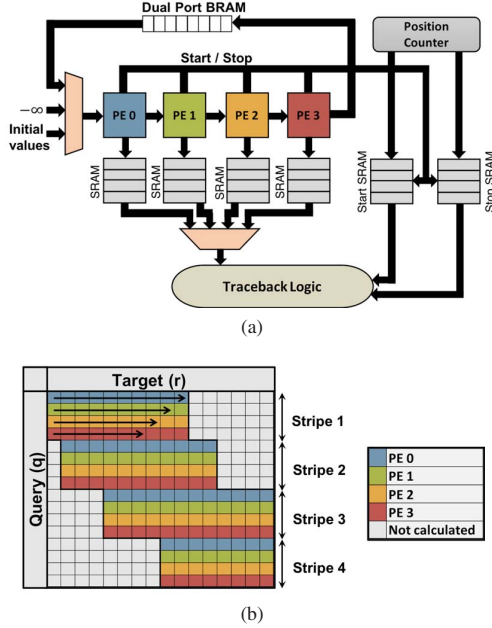 Dual Port BRAM
Position
Counter
Start / Stop
−∞
Initial
values
PE 0
PE 1
PE 2
PE 3
SRAM
SRAM
SRAM
SRAM
Start SRAM
Stop SRAM
Traceback Logic
(a)
Target (r)
Query (q)
Stripe 1
Stripe 2
Stripe 3
Stripe 4
PE 0
PE 1
PE 2
PE 3
Not calculated
(b)